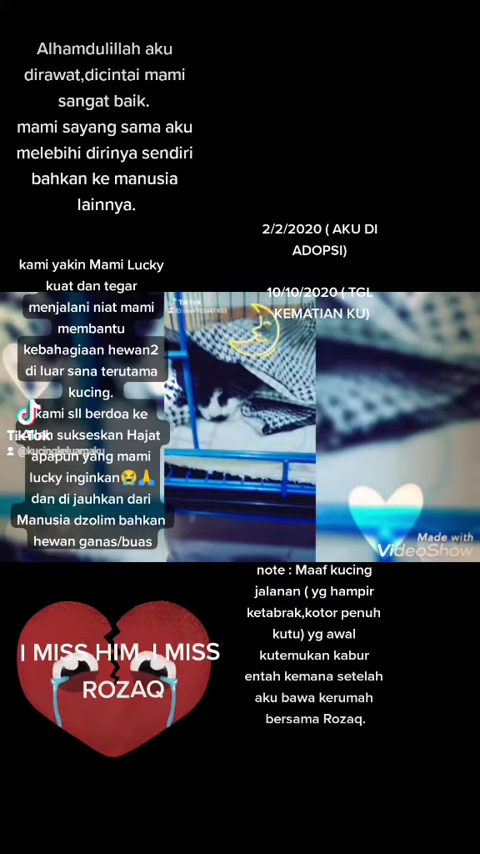 Alhamdulillah aku
dirawat,dicintai mami
sangat baik.
mami sayang sama aku
melebihi dirinya sendiri
bahkan ke manusia
lainnya.
2/2/2020 ( AKU DI
ADOPSI)
10/10/2020 ( TGL
KEMATIAN KU)
kami yakin Mami Lucky
kuat dan tegar
menjalani niat mami
membantu
kebahagiaan hewan2
di luar sana terutama
kucing.
kami sll berdoa ke
sukseskan Hajat
apapun yang mami
lucky inginkan😭🙏
dan di jauhkan dari
Manusia dzolim bahkan
hewan ganas/buas
TikTok
@kucingkeluargaku
TikTok
Made with
VideoShow
note : Maaf kucing
jalanan ( yg hampir
ketabrak,kotor penuh
kutu) yg awal
kutemukan kabur
entah kemana setelah
aku bawa kerumah
bersama Rozaq.
I MISS HIM .I MISS
ROZAQ